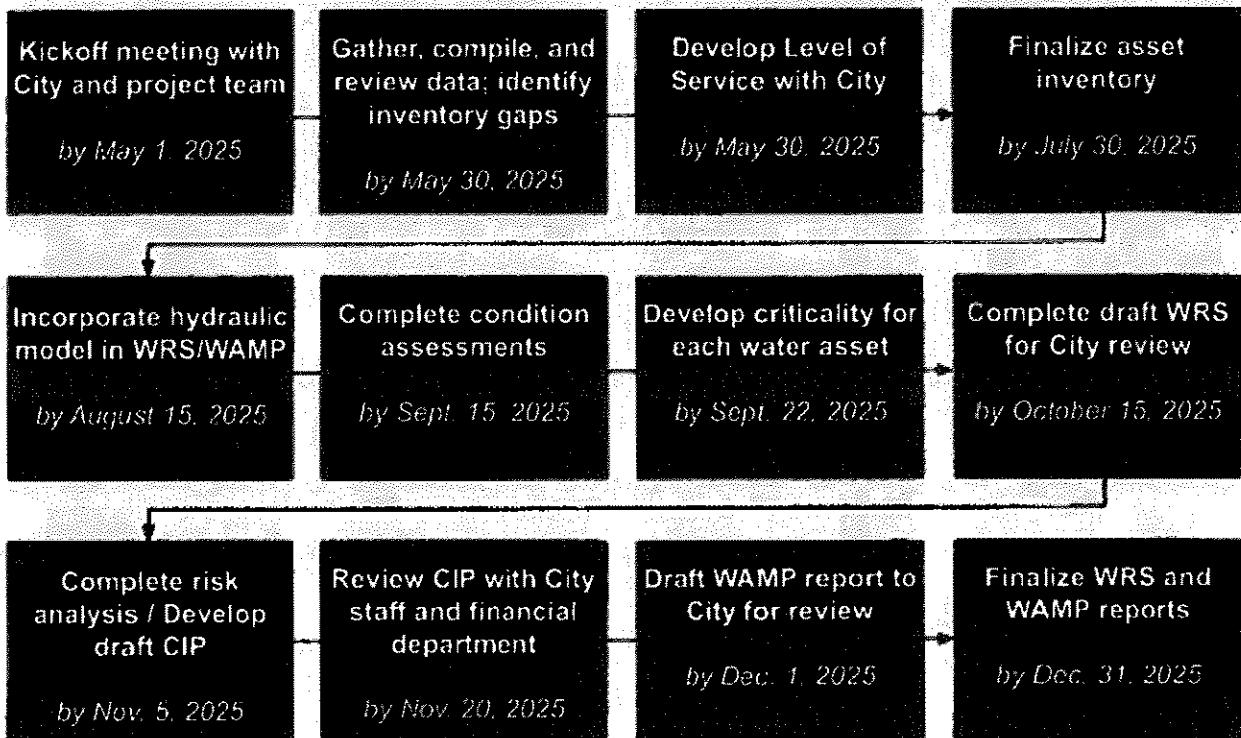 Kickoff meeting with
City and project team
by May 1, 2025
Gather, compile, and
review data; identify
inventory gaps
by May 30, 2025
Develop Level of
Service with City
by May 30, 2025
Finalize asset
inventory
by July 30, 2025
Incorporate hydraulic
model in WRS/WAMP
by August 15, 2025
Complete condition
assessments
by Sept. 15 2025
Develop criticality for
each water asset
by Sept. 22, 2025
Complete draft WRS
for City review
by October 15, 2025
Complete risk
analysis / Develop
draft CIP
by Nov. 5, 2025
Review CIP with City
staff and financial
department
by Nov. 20, 2025
Draft WAMP report to
City for review
by Dec. 1, 2025
Finalize WRS and
WAMP reports
by Dec. 31, 2025